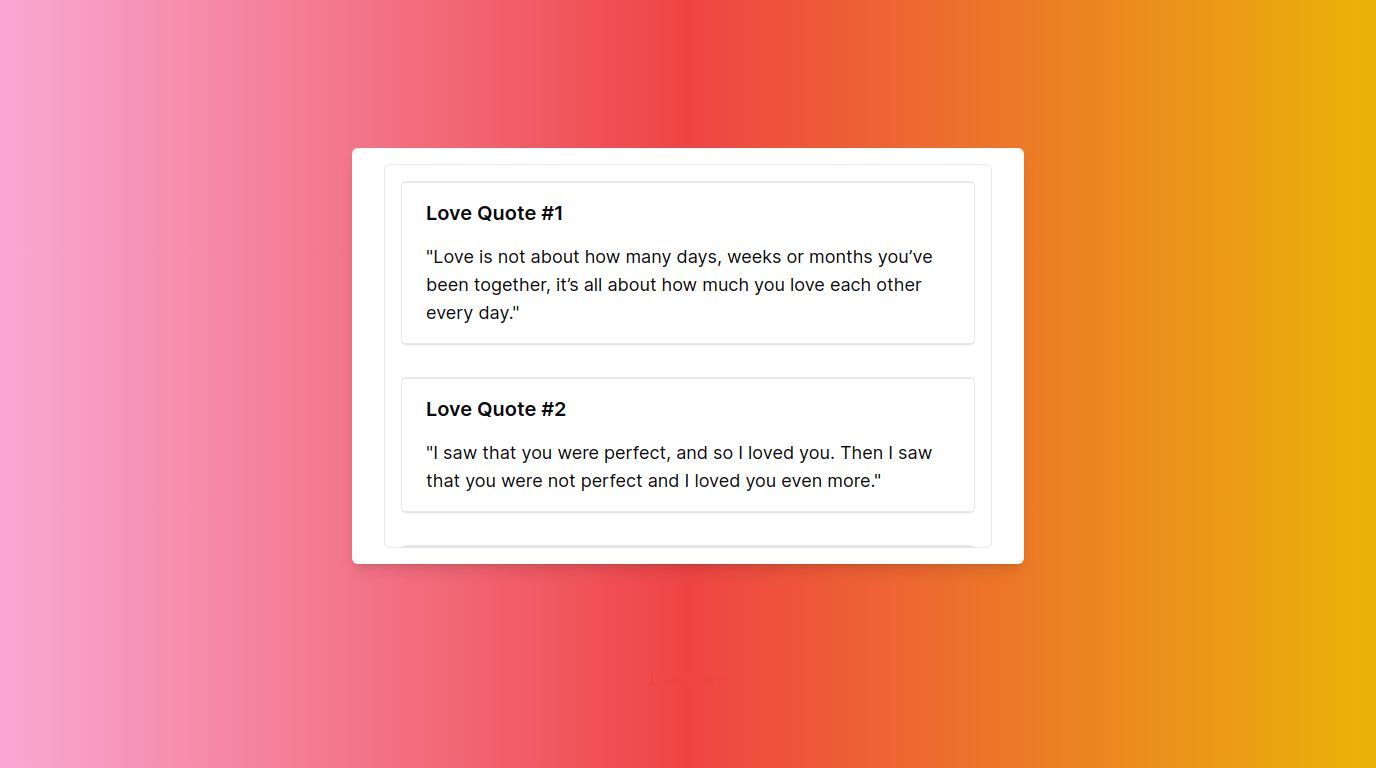 Love Quote #1
"Love is not about how many days, weeks or months you’ve
been together, it’s all about how much you love each other
every day."
Love Quote #2
"I saw that you were perfect, and so I loved you. Then I saw
that you were not perfect and I loved you even more."